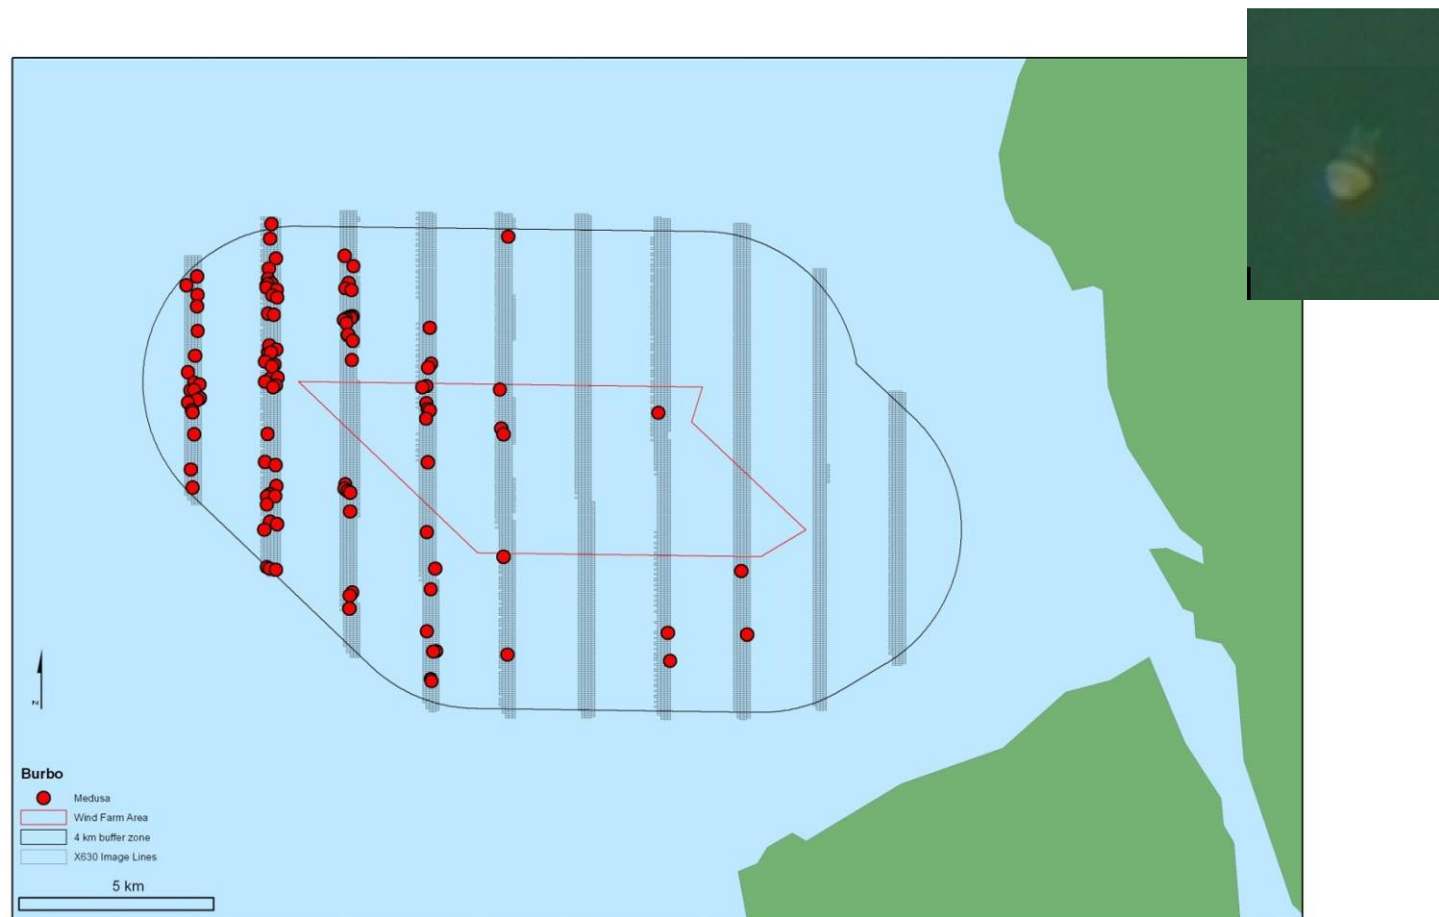 z
Burbo
Medusa
Wind Farm Area
4 km buffer zone
X630 Image Lines
5 km